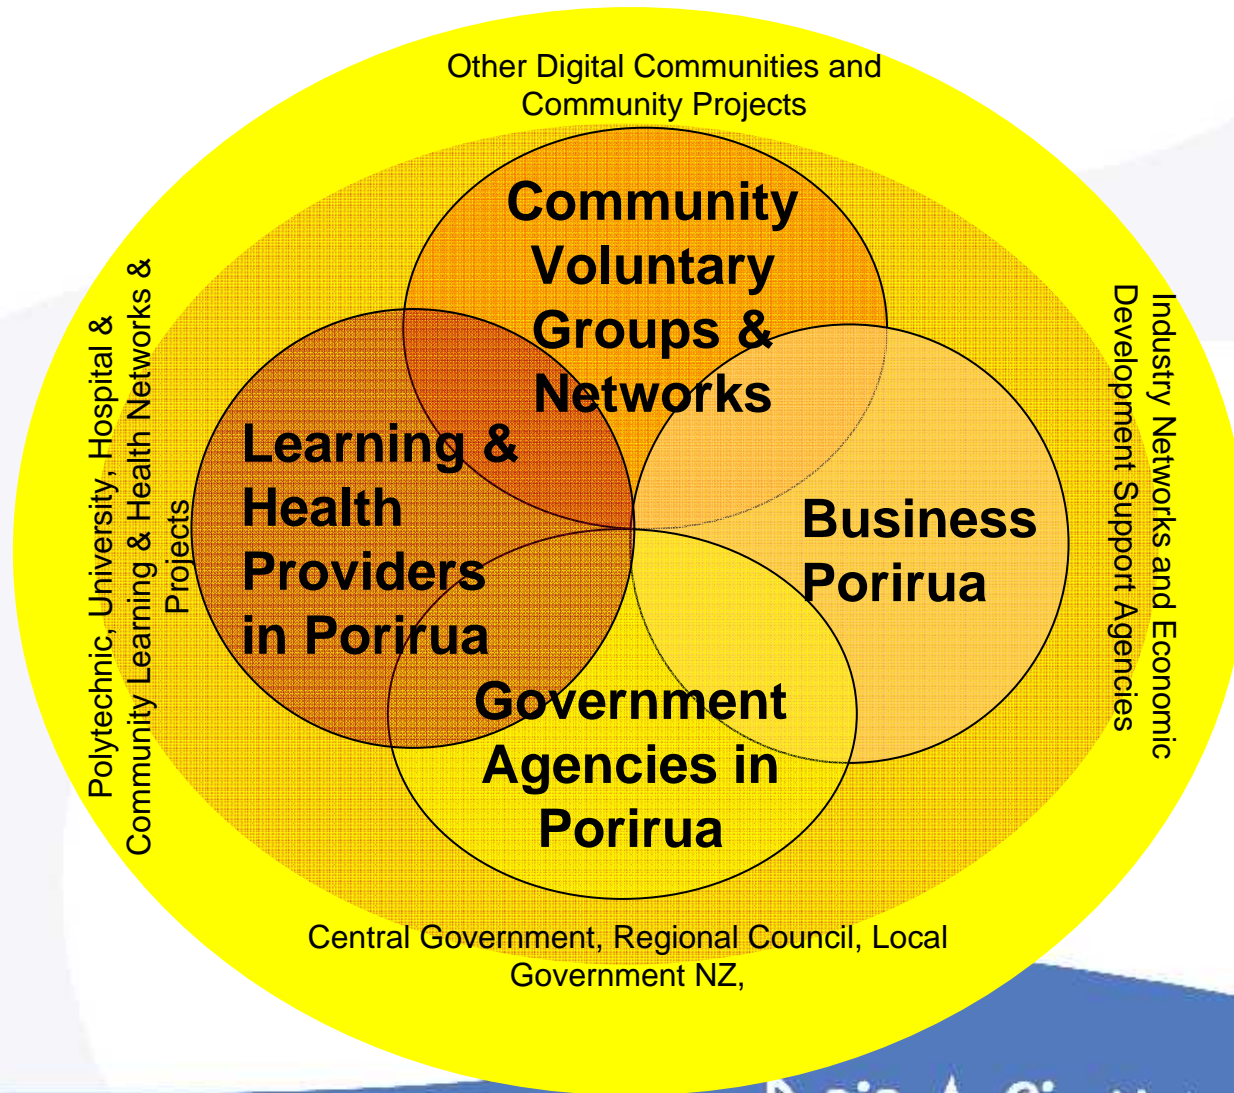 Other Digital Communities and
Community Projects
Community
Voluntary
Groups &
Networks
Polytechnic, University, Hospital &
Community Learning & Health Networks &
Projects
Learning &
Health
Providers
in Porirua
Business
Porirua
Industry Networks and Economic
Development Support Agencies
Government
Agencies in
Porirua
Central Government, Regional Council, Local
Government NZ,